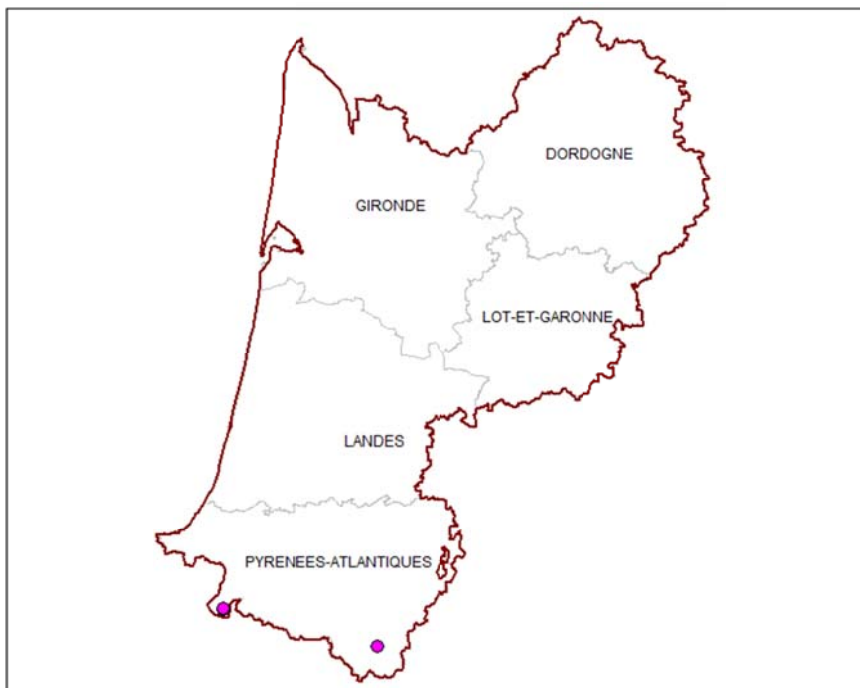 DORDOGNE
GIRONDE
LOT-ET-GARONNE
LANDES
PYRENEES-ATLANTIQUES